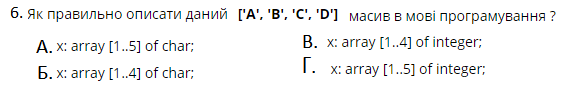 6. Як правильно описати даний ['A', 'B', 'C', 'D'] масив в мові програмування ?
А. x: array [1..5] of char;
Б. x: array [1..4] of char;
В. x: array [1..4] of integer;
Г. x: array [1..5] of integer;